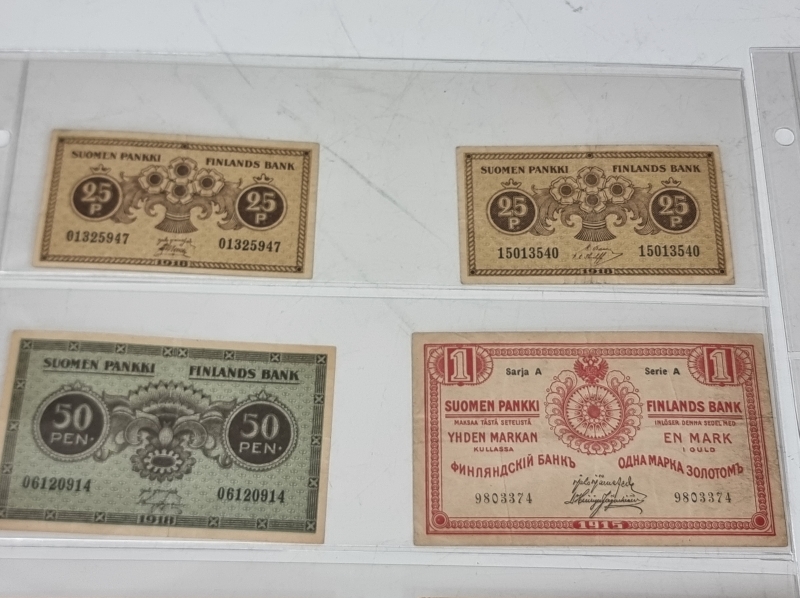 SUOMEN PANKKI FINLANDS BANK
25 P 25 P
01325947 01325947
1918
SUOMEN PANKKI FINLANDS BANK
25 P 25 P
15013540 15013540
1918
SUOMEN PANKKI FINLANDS BANK
50 PEN. 50 PEN.
06120914 06120914
1918
1 1
Sarja A Serie A
SUOMEN PANKKI FINLANDS BANK
MAKSAA TÄSTÄ SETELISTÄ INLÖSER DENNA SEDEL MED
YHDEN MARKAN EN MARK
KULLASSA I GULD
ФИНЛЯНДСКІЙ БАНКЪ ОДНА МАРКА ЗОЛОТОМЪ
9803374 9803374
1915